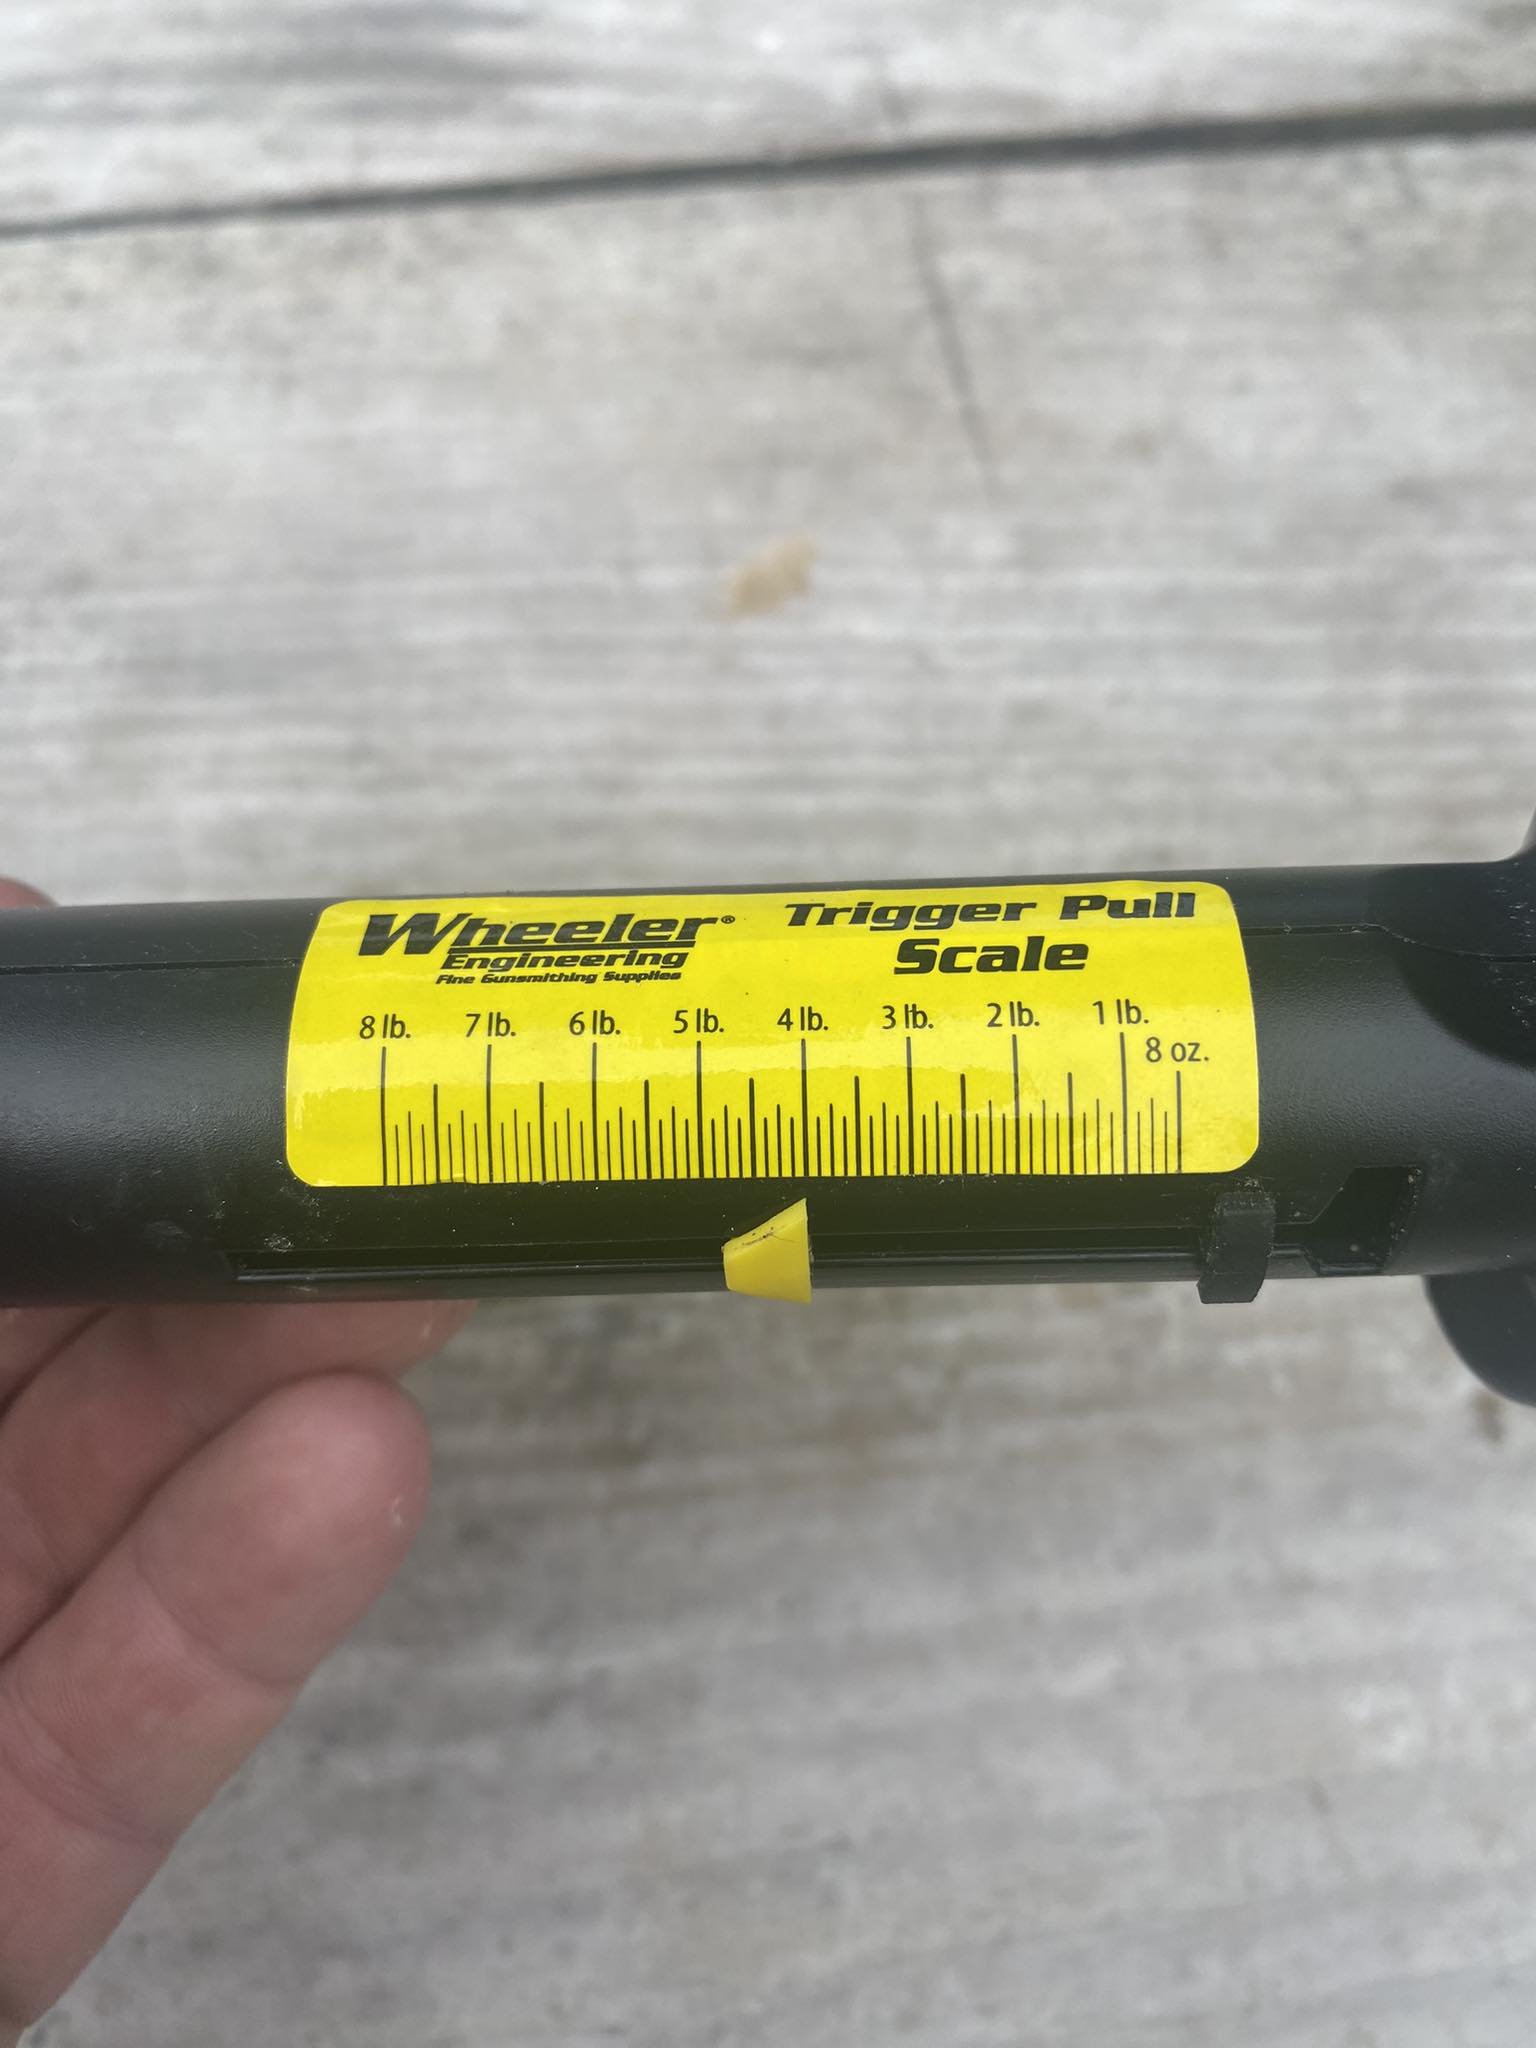 Wheeler®
Engineering
Fine Gunsmithing Supplies
Trigger Pull
Scale
8 lb. 7 lb. 6 lb. 5 lb. 4 lb. 3 lb. 2 lb. 1 lb.
8 oz.